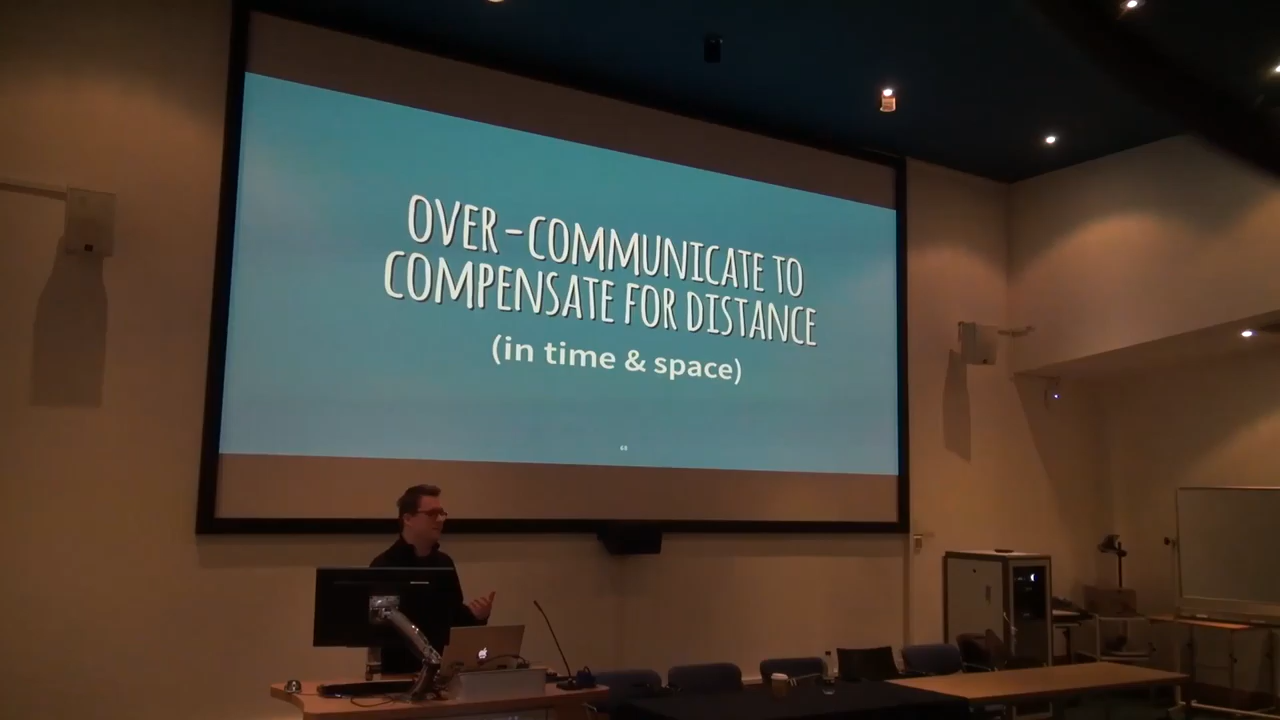 OVER-COMMUNICATE TO
COMPENSATE FOR DISTANCE
(in time & space)